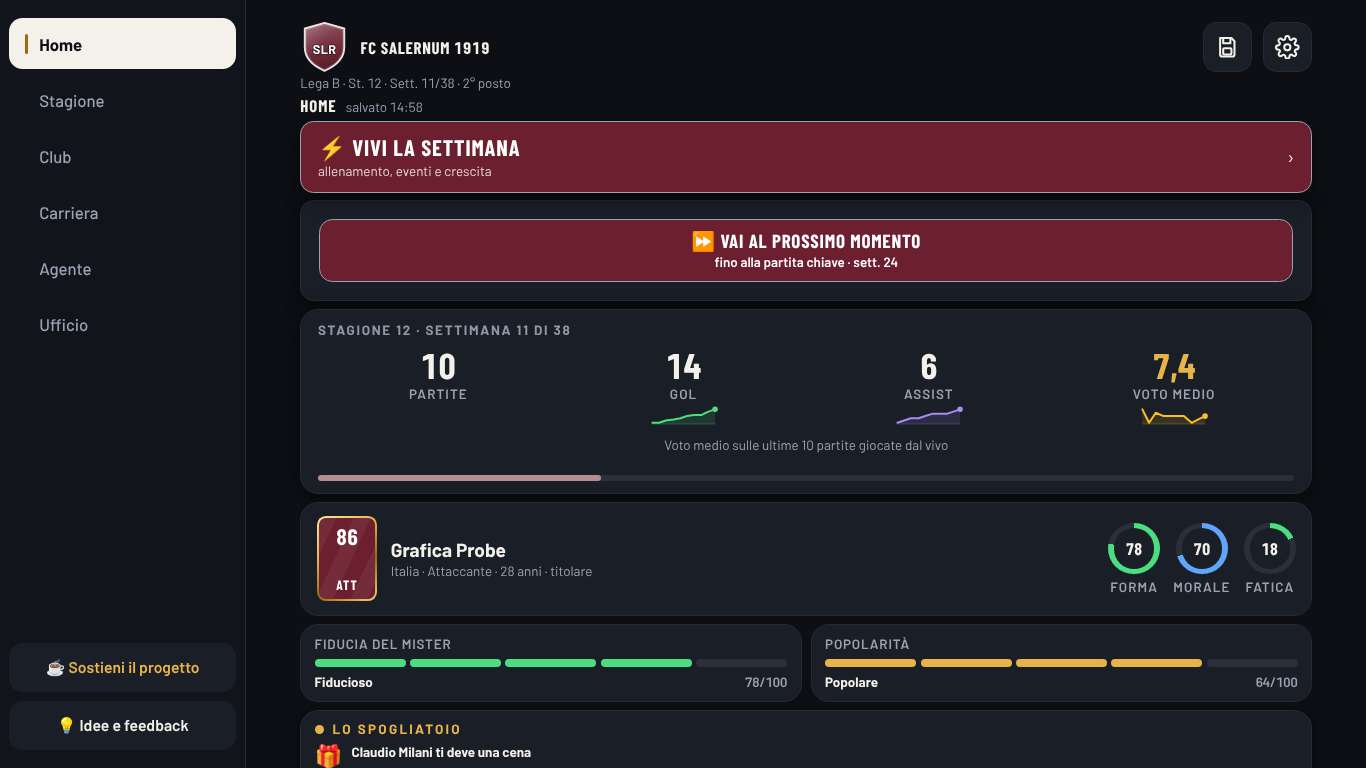 Home
Stagione
Club
Carriera
Agente
Ufficio
☕ Sostieni il progetto
💡 Idee e feedback
SLR
FC SALERNUM 1919
Lega B · St. 12 · Sett. 11/38 · 2° posto
HOME salvato 14:58
⚡ VIVI LA SETTIMANA
allenamento, eventi e crescita
›
⏩ VAI AL PROSSIMO MOMENTO
fino alla partita chiave · sett. 24
STAGIONE 12 · SETTIMANA 11 DI 38
10 14 6 7,4
PARTITE GOL ASSIST VOTO MEDIO
Voto medio sulle ultime 10 partite giocate dal vivo
86
ATT
Grafica Probe
Italia · Attaccante · 28 anni · titolare
78 70 18
FORMA MORALE FATICA
FIDUCIA DEL MISTER
Fiducioso 78/100
POPOLARITÀ
Popolare 64/100
LO SPOGLIATOIO
🎁 Claudio Milani ti deve una cena